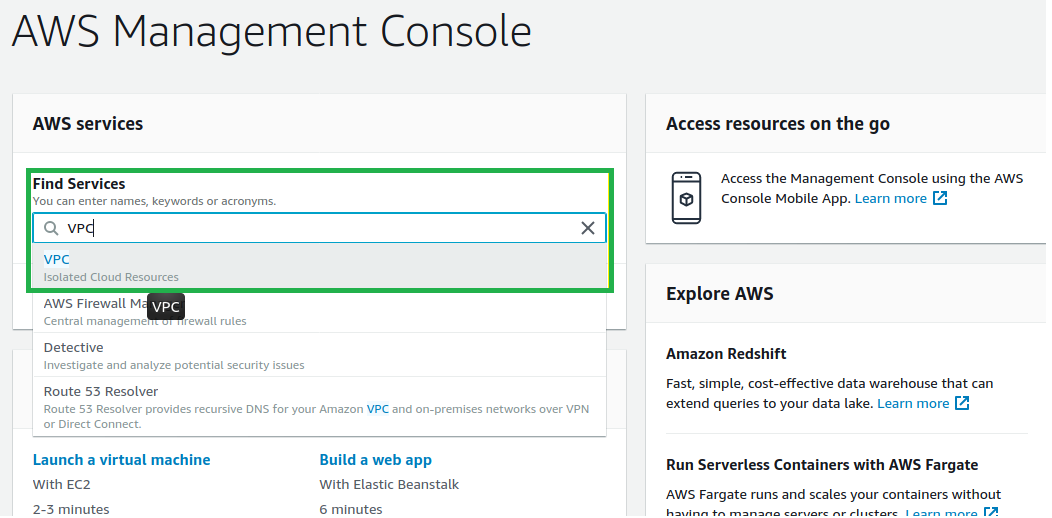 AWS Management Console
AWS services
Find Services
You can enter names, keywords or acronyms.
VPC
VPC
Isolated Cloud Resources
AWS Firewall Ma
VPC
Central management of firewall rules
Detective
Investigate and analyze potential security issues
Route 53 Resolver
Route 53 Resolver provides recursive DNS for your Amazon VPC and on-premises networks over VPN
or Direct Connect.
Launch a virtual machine
With EC2
2-3 minutes
Build a web app
With Elastic Beanstalk
6 minutes
Access resources on the go
Access the Management Console using the AWS
Console Mobile App. Learn more
Explore AWS
Amazon Redshift
Fast, simple, cost-effective data warehouse that can
extend queries to your data lake. Learn more
Run Serverless Containers with AWS Fargate
AWS Fargate runs and scales your containers without
having to manage servers or clusters. Learn more